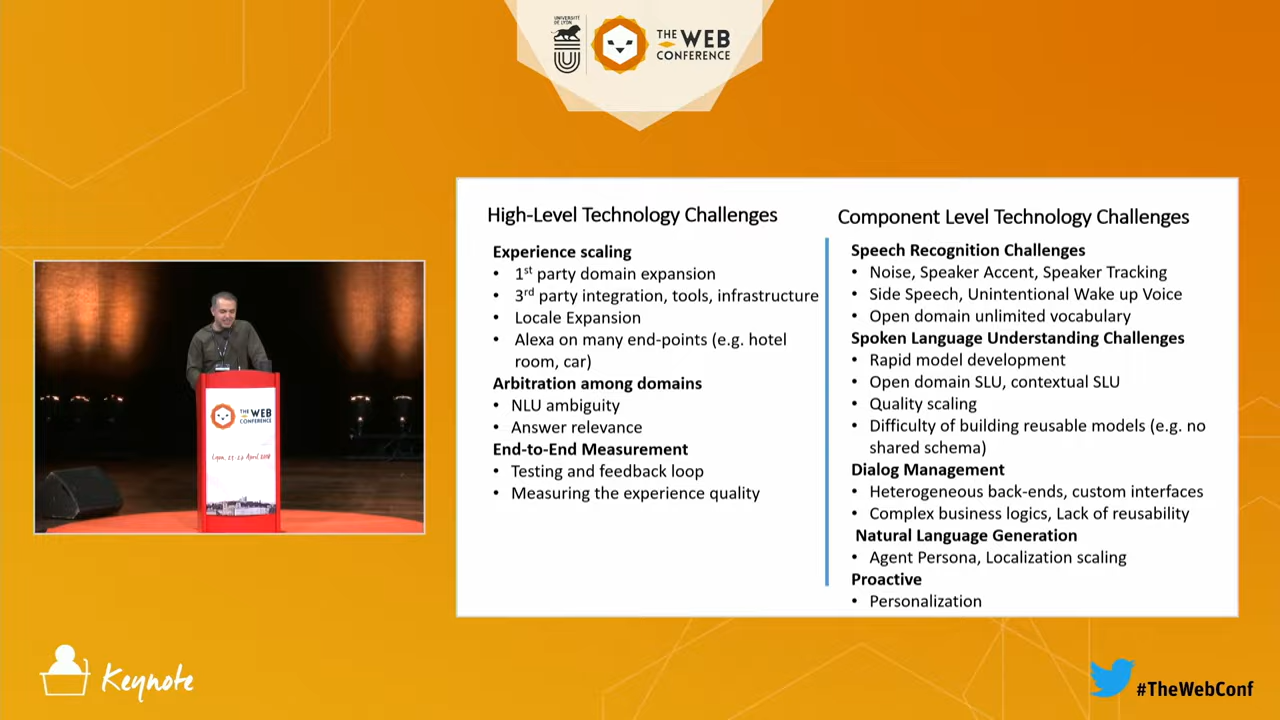 UNIVERSITÉ
DE LYON
THE WEB
CONFERENCE
High-Level Technology Challenges
Experience scaling
• 1st party domain expansion
• 3rd party integration, tools, infrastructure
• Locale Expansion
• Alexa on many end-points (e.g. hotel
room, car)
Arbitration among domains
• NLU ambiguity
• Answer relevance
End-to-End Measurement
• Testing and feedback loop
• Measuring the experience quality
Component Level Technology Challenges
Speech Recognition Challenges
• Noise, Speaker Accent, Speaker Tracking
• Side Speech, Unintentional Wake up Voice
• Open domain unlimited vocabulary
Spoken Language Understanding Challenges
• Rapid model development
• Open domain SLU, contextual SLU
• Quality scaling
• Difficulty of building reusable models (e.g. no
shared schema)
Dialog Management
• Heterogeneous back-ends, custom interfaces
• Complex business logics, Lack of reusability
Natural Language Generation
• Agent Persona, Localization scaling
Proactive
• Personalization
THE WEB
CONFERENCE
Lyon, 23-27 April 2018
Keynote
#TheWebConf